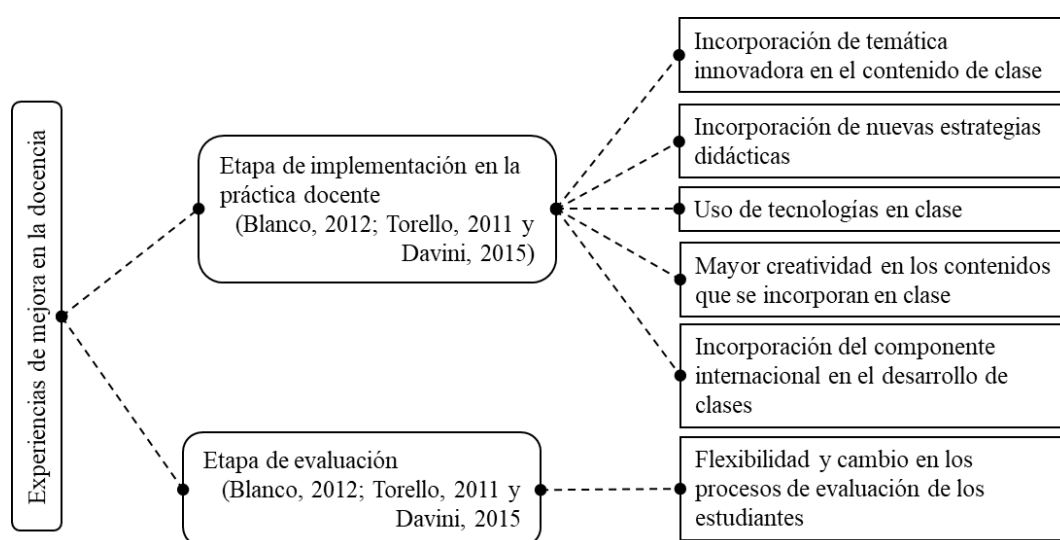 Experiencias de mejora en la docencia
Etapa de implementación en la
práctica docente
(Blanco, 2012; Torello, 2011 y
Davini, 2015)
Incorporación de temática
innovadora en el contenido de clase
Incorporación de nuevas estrategias
didácticas
Uso de tecnologías en clase
Mayor creatividad en los contenidos
que se incorporan en clase
Incorporación del componente
internacional en el desarrollo de
clases
Etapa de evaluación
(Blanco, 2012; Torello, 2011 y
Davini, 2015
Flexibilidad y cambio en los
procesos de evaluación de los
estudiantes